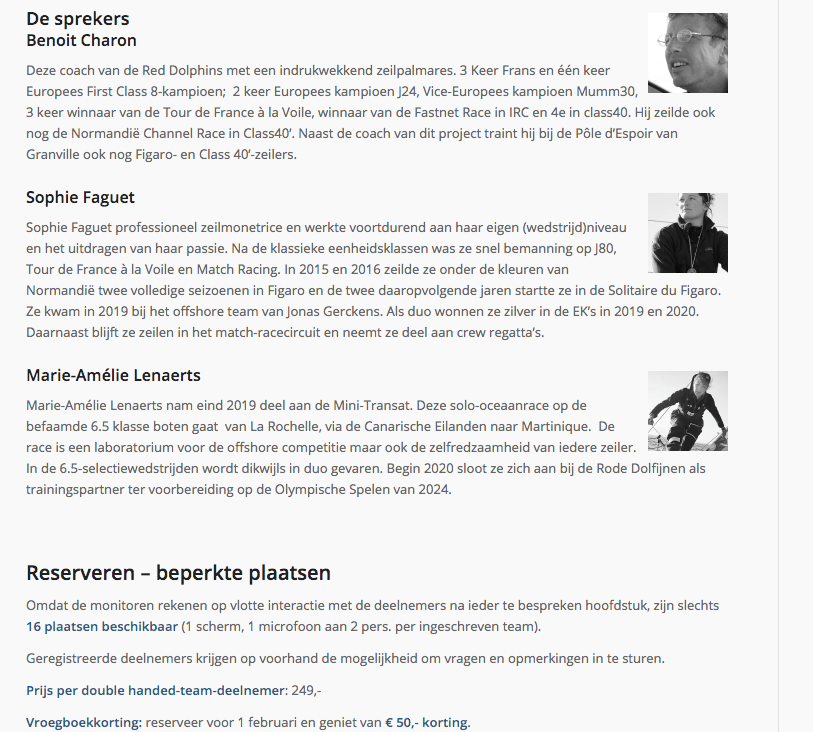 De sprekers
Benoit Charon
Deze coach van de Red Dolphins met een indrukwekkend zeilpalmares. 3 Keer Frans en één keer
Europees First Class 8-kampioen;  2 keer Europees kampioen J24, Vice-Europees kampioen Mumm30,
3 keer winnaar van de Tour de France à la Voile, winnaar van de Fastnet Race in IRC en 4e in class40. Hij zeilde ook
nog de Normandië Channel Race in Class40’. Naast de coach van dit project traint hij bij de Pôle d’Espoir van
Granville ook nog Figaro- en Class 40’-zeilers.
Sophie Faguet
Sophie Faguet professioneel zeilmonetrice en werkte voortdurend aan haar eigen (wedstrijd)niveau
en het uitdragen van haar passie. Na de klassieke eenheidsklassen was ze snel bemanning op J80,
Tour de France à la Voile en Match Racing. In 2015 en 2016 zeilde ze onder de kleuren van
Normandië twee volledige seizoenen in Figaro en de twee daaropvolgende jaren startte ze in de Solitaire du Figaro.
Ze kwam in 2019 bij het offshore team van Jonas Gerckens. Als duo wonnen ze zilver in de EK’s in 2019 en 2020.
Daarnaast blijft ze zeilen in het match-racecircuit en neemt ze deel aan crew regatta’s.
Marie-Amélie Lenaerts
Marie-Amélie Lenaerts nam eind 2019 deel aan de Mini-Transat. Deze solo-oceaanrace op de
befaamde 6.5 klasse boten gaat  van La Rochelle, via de Canarische Eilanden naar Martinique.  De
race is een laboratorium voor de offshore competitie maar ook de zelfredzaamheid van iedere zeiler.
In de 6.5-selectiewedstrijden wordt dikwijls in duo gevaren. Begin 2020 sloot ze zich aan bij de Rode Dolfijnen als
trainingspartner ter voorbereiding op de Olympische Spelen van 2024.
Reserveren – beperkte plaatsen
Omdat de monitoren rekenen op vlotte interactie met de deelnemers na ieder te bespreken hoofdstuk, zijn slechts
16 plaatsen beschikbaar (1 scherm, 1 microfoon aan 2 pers. per ingeschreven team).
Geregistreerde deelnemers krijgen op voorhand de mogelijkheid om vragen en opmerkingen in te sturen.
Prijs per double handed-team-deelnemer: 249,-
Vroegboekkorting: reserveer voor 1 februari en geniet van € 50,- korting.